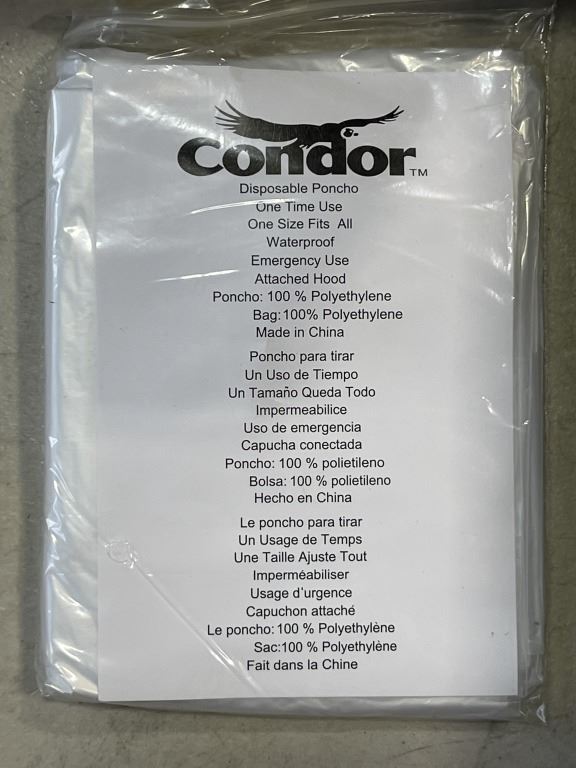 Condor™
Disposable Poncho
One Time Use
One Size Fits All
Waterproof
Emergency Use
Attached Hood
Poncho: 100 % Polyethylene
Bag:100% Polyethylene
Made in China
Poncho para tirar
Un Uso de Tiempo
Un Tamaño Queda Todo
Impermeabilice
Uso de emergencia
Capucha conectada
Poncho: 100 % polietileno
Bolsa: 100 % polietileno
Hecho en China
Le poncho para tirar
Un Usage de Temps
Une Taille Ajuste Tout
Imperméabiliser
Usage d'urgence
Capuchon attaché
Le poncho: 100 % Polyethylène
Sac:100 % Polyethylène
Fait dans la Chine